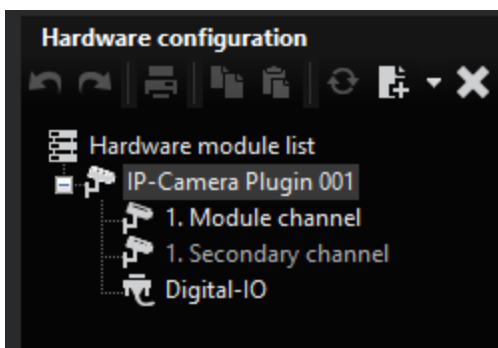 Hardware configuration
Hardware module list
IP-Camera Plugin 001
1. Module channel
1. Secondary channel
Digital-IO